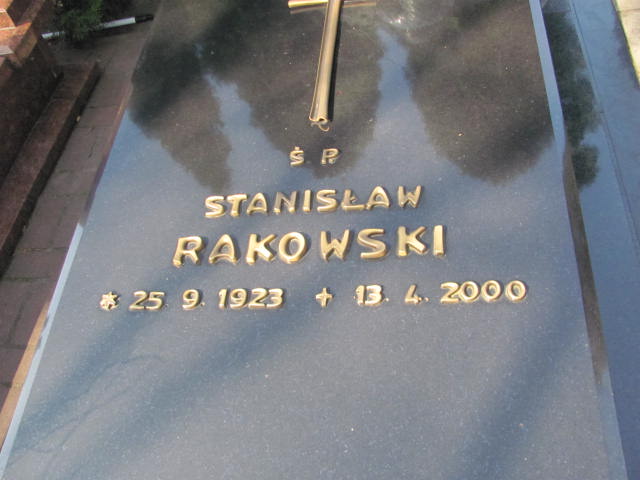 Ś. P.
STANISŁAW
RAKOWSKI
* 25. 9. 1923 + 13. 4. 2000